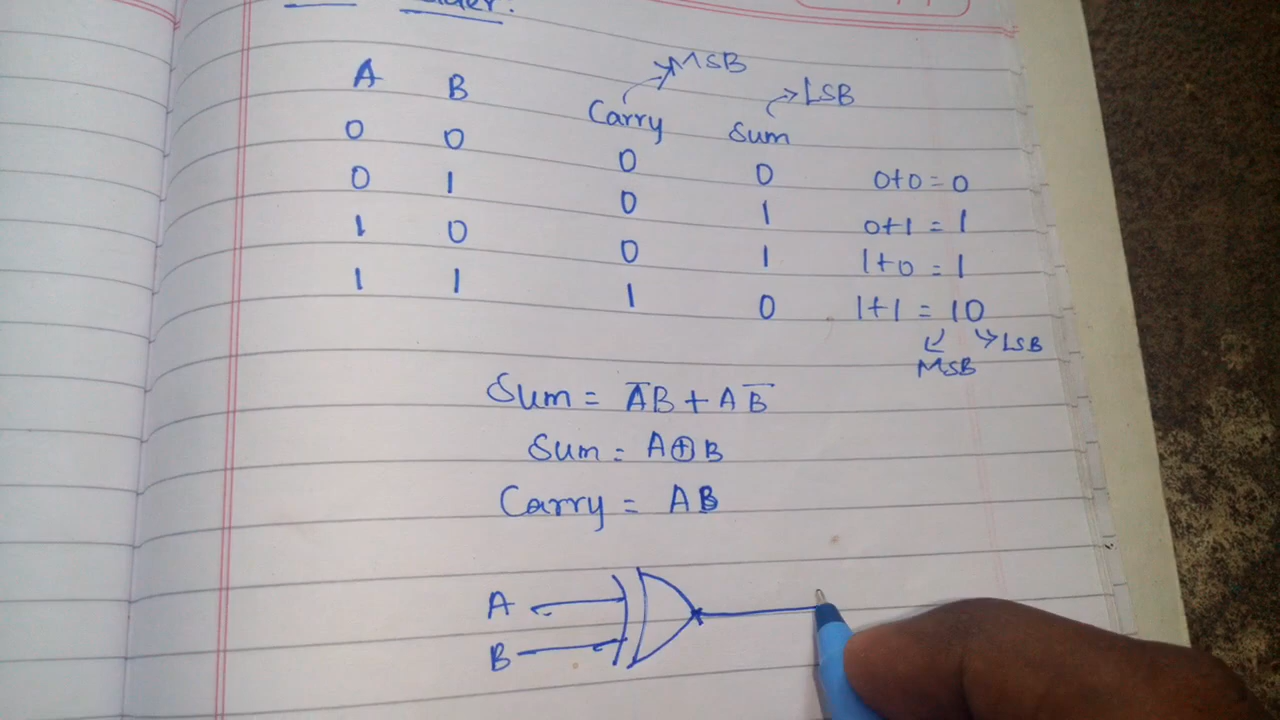 A B Carry → MSB Sum → LSB
0 0 0 0 0+0 = 0
0 1 0 1 0+1 = 1
1 0 0 1 1+0 = 1
1 1 1 0 1+1 = 10
MSB LSB
Sum = A̅B + AB̅
Sum = A⊕B
Carry = AB
A
B